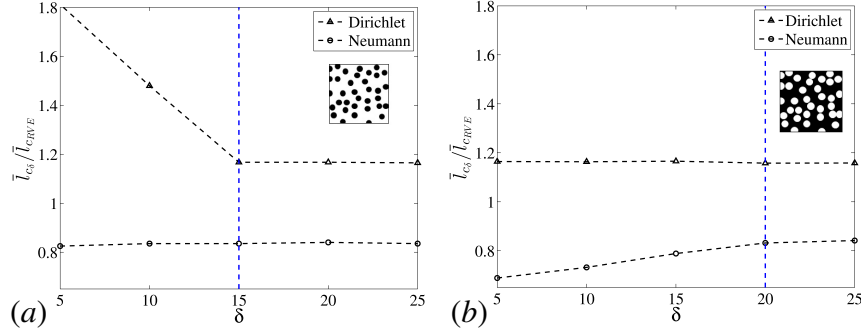 1.8
1.6
1.4
1.2
1
0.8
5
10
15
20
25
l̄cδ/l̄cRVE
δ
Dirichlet
Neumann
(a)
1.8
1.6
1.4
1.2
1
0.8
5
10
15
20
25
l̄cδ/l̄cRVE
δ
Dirichlet
Neumann
(b)